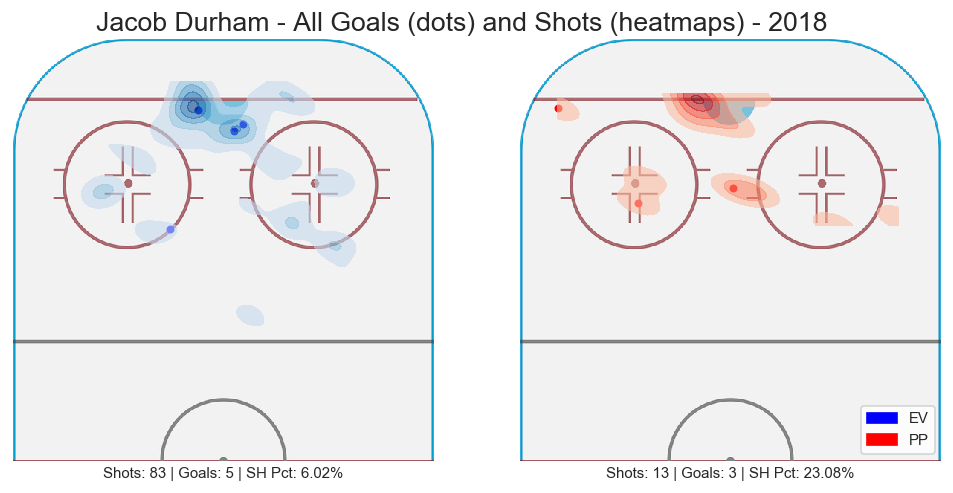 Jacob Durham - All Goals (dots) and Shots (heatmaps) - 2018
EV
PP
Shots: 83 | Goals: 5 | SH Pct: 6.02%
Shots: 13 | Goals: 3 | SH Pct: 23.08%